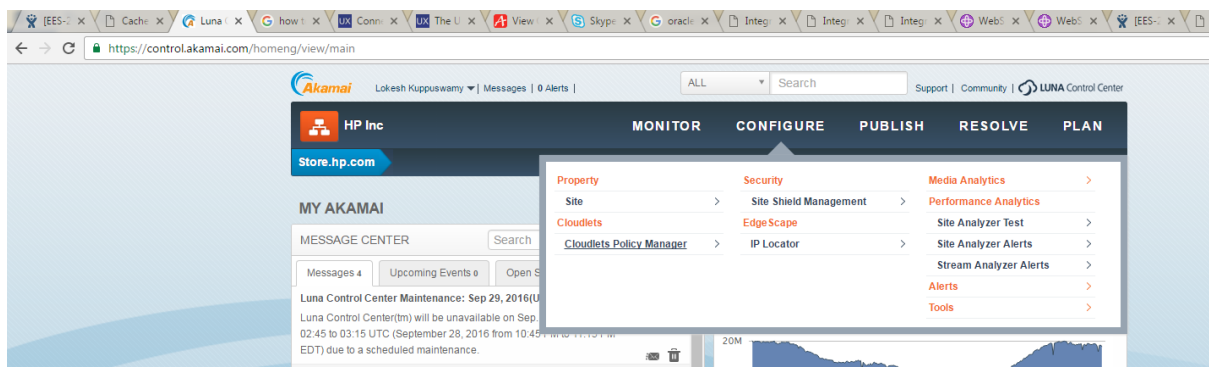 [EES-2 Cache Luna C how t Conne The U View Skype oracle Integr Integr Integr WebS WebS [EES-2
https://control.akamai.com/homeng/view/main
Akamai Lokesh Kuppuswamy | Messages | 0 Alerts | ALL Search Support | Community | LUNA Control Center
HP Inc MONITOR CONFIGURE PUBLISH RESOLVE PLAN
Store.hp.com
Property Security Media Analytics
Site Site Shield Management Performance Analytics
Cloudlets EdgeScape Site Analyzer Test
Cloudlets Policy Manager IP Locator Site Analyzer Alerts
Stream Analyzer Alerts
Alerts
Tools
MY AKAMAI
MESSAGE CENTER Search
Messages 4 Upcoming Events 0 Open S
Luna Control Center Maintenance: Sep 29, 2016(U
Luna Control Center(tm) will be unavailable on Sep.
02:45 to 03:15 UTC (September 28, 2016 from 10:45
EDT) due to a scheduled maintenance.
20M